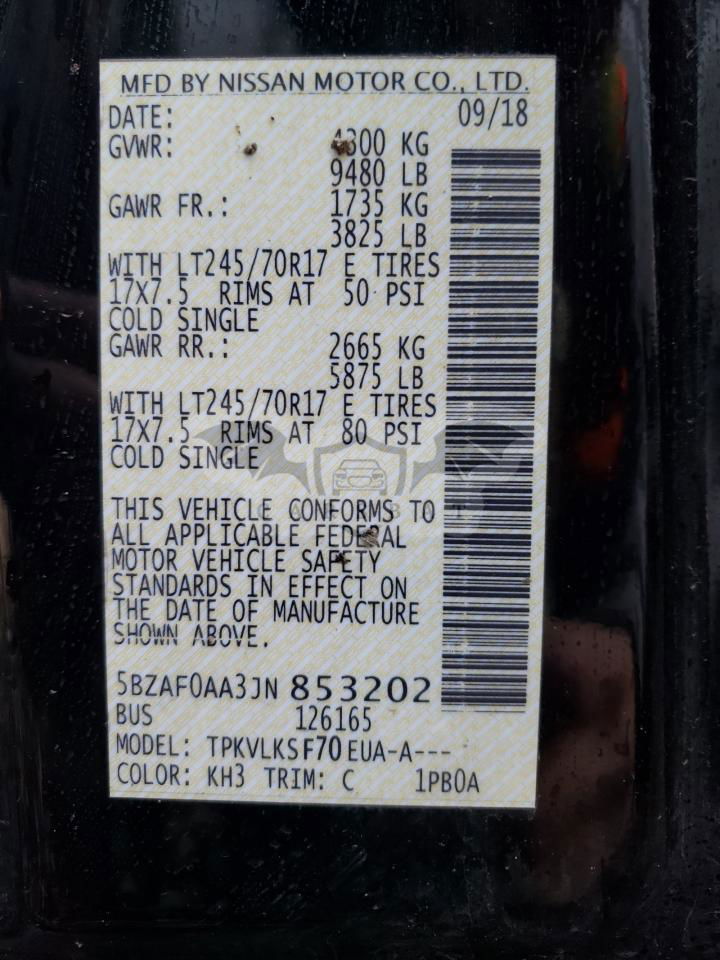 MFD BY NISSAN MOTOR CO., LTD.
DATE: 09/18
GVWR: 4300 KG
9480 LB
GAWR FR.: 1735 KG
3825 LB
WITH LT245/70R17 E TIRES
17X7.5 RIMS AT 50 PSI
COLD SINGLE
GAWR RR.: 2665 KG
5875 LB
WITH LT245/70R17 E TIRES
17X7.5 RIMS AT 80 PSI
COLD SINGLE
THIS VEHICLE CONFORMS TO
ALL APPLICABLE FEDERAL
MOTOR VEHICLE SAFETY
STANDARDS IN EFFECT ON
THE DATE OF MANUFACTURE
SHOWN ABOVE.
5BZAF0AA3JN 853202
BUS 126165
MODEL: TPKVLKSF70EUA-A---
COLOR: KH3 TRIM: C 1PB0A